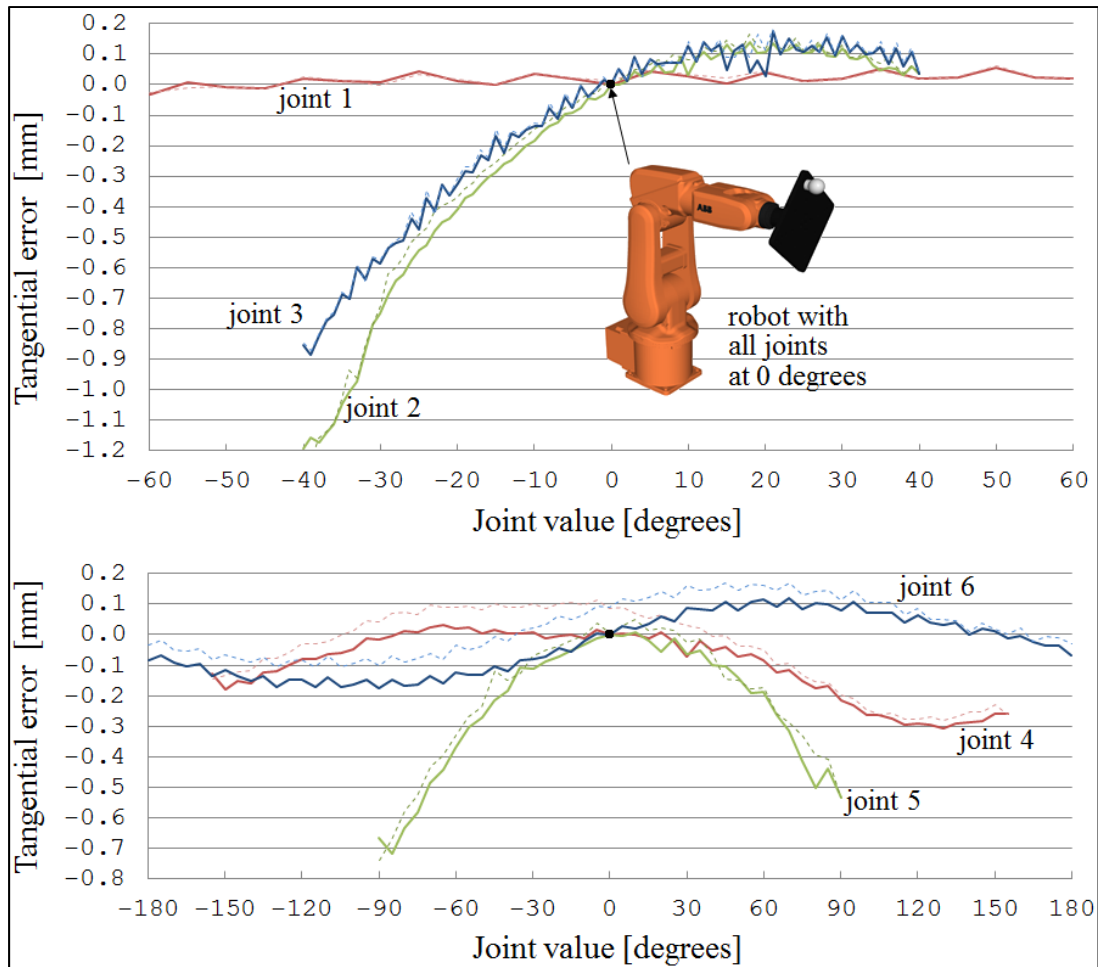 0.2
0.1
0.0
-0.1
-0.2
-0.3
-0.4
-0.5
-0.6
-0.7
-0.8
-0.9
-1.0
-1.1
-1.2
Tangential error [mm]
joint 1
joint 3
joint 2
ABB
robot with
all joints
at 0 degrees
-60 -50 -40 -30 -20 -10 0 10 20 30 40 50 60
Joint value [degrees]
0.2
0.1
0.0
-0.1
-0.2
-0.3
-0.4
-0.5
-0.6
-0.7
-0.8
Tangential error [mm]
joint 6
joint 4
joint 5
-180 -150 -120 -90 -60 -30 0 30 60 90 120 150 180
Joint value [degrees]